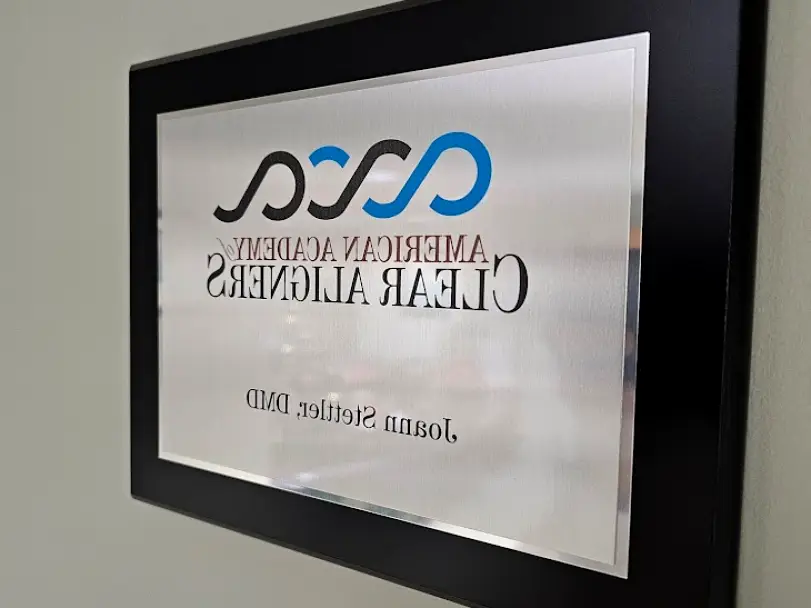 AMERICAN ACADEMY of
CLEAR ALIGNERS
Joann Stettler, DMD